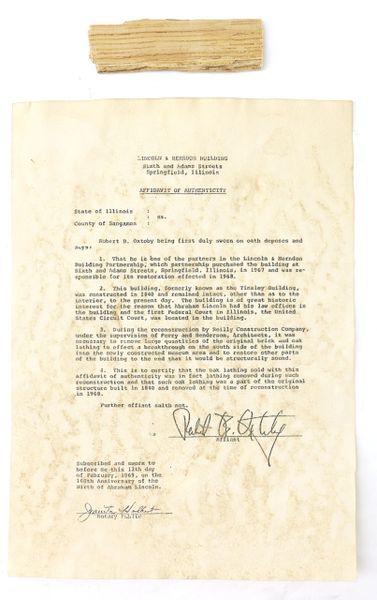 LINCOLN & HERNDON BUILDING
Sixth and Adams Streets
Springfield, Illinois
AFFIDAVIT OF AUTHENTICITY
State of Illinois :
: ss.
County of Sangamon :
Robert B. Oxtoby being first duly sworn on oath deposes and
says:
1. That he is one of the partners in the Lincoln & Herndon
Building Partnership, which partnership purchased the building at
Sixth and Adams Streets, Springfield, Illinois, in 1967 and was re-
sponsible for its restoration effected in 1968.
2. This building, formerly known as the Tinsley Building,
was constructed in 1840 and remained intact, other than as to the
interior, to the present day. The building is of great historic
interest for the reason that Abraham Lincoln had his law offices in
the building and the first Federal Court in Illinois, the United
States Circuit Court, was located in the building.
3. During the reconstruction by Reilly Construction Company,
under the supervision of Ferry and Henderson, Architects, it was
necessary to remove large quantities of the original brick and oak
lathing to effect a breakthrough on the south side of the building
into the newly constructed museum area and to restore other parts
of the building to the end that it would be structurally sound.
4. This is to certify that the oak lathing sold with this
affidavit of authenticity was in fact lathing removed during such
reconstruction and that such oak lathing was a part of the original
structure built in 1840 and removed at the time of reconstruction
in 1968.
Further affiant saith not.
Robert B. Oxtoby
Affiant
Subscribed and sworn to
before me this 12th day
of February, 1969, on the
160th Anniversary of the
Birth of Abraham Lincoln.
Notary Public